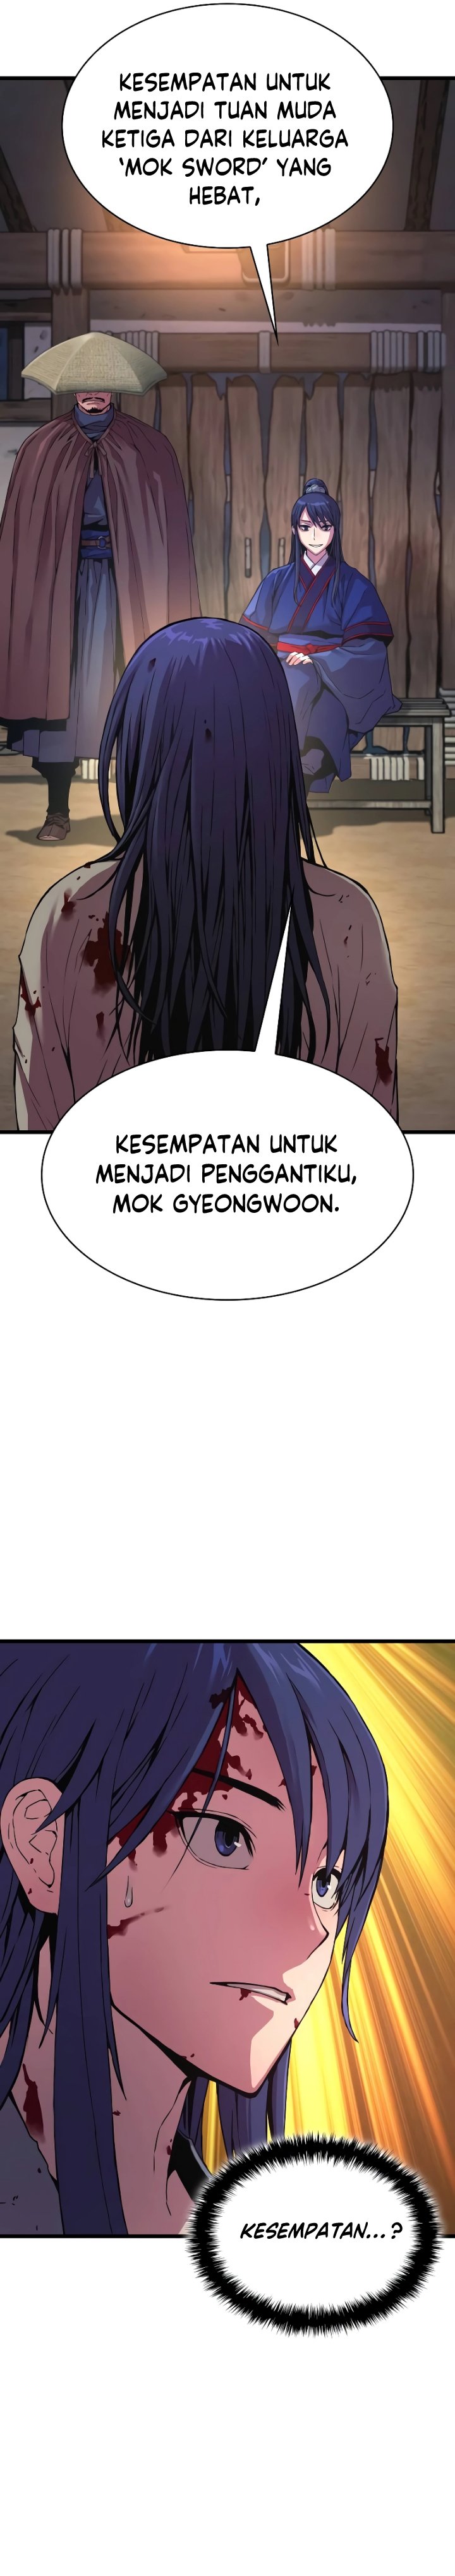 KESEMPATAN UNTUK
MENJADI TUAN MUDA
KETIGA DARI KELUARGA
'MOK SWORD' YANG
HEBAT,
KESEMPATAN UNTUK
MENJADI PENGGANTIKU,
MOK GYEONGWOON.
KESEMPATAN...?